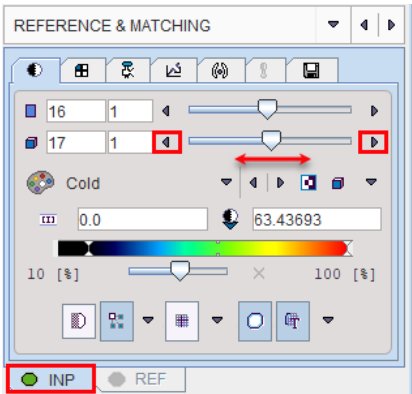 REFERENCE & MATCHING
16 1
17 1
Cold
0.0 63.43693
10 [%] 100 [%]
INP REF